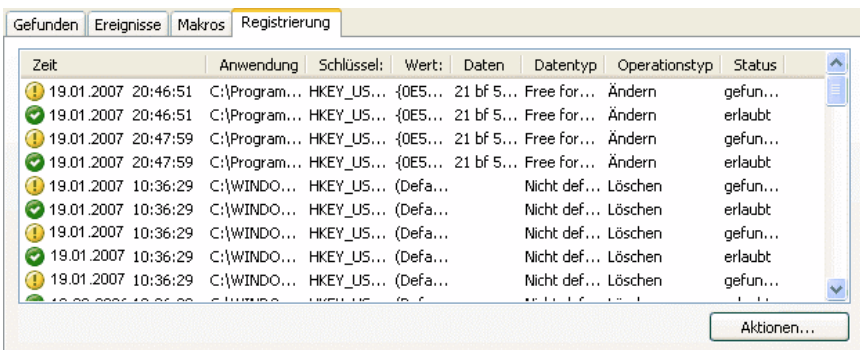 Gefunden Ereignisse Makros Registrierung
Zeit Anwendung Schlüssel: Wert: Daten Datentyp Operationstyp Status
19.01.2007 20:46:51 C:\Program... HKEY_US... {0E5... 21 bf 5... Free for... Ändern gefun...
19.01.2007 20:46:51 C:\Program... HKEY_US... {0E5... 21 bf 5... Free for... Ändern erlaubt
19.01.2007 20:47:59 C:\Program... HKEY_US... {0E5... 21 bf 5... Free for... Ändern gefun...
19.01.2007 20:47:59 C:\Program... HKEY_US... {0E5... 21 bf 5... Free for... Ändern erlaubt
19.01.2007 10:36:29 C:\WINDO... HKEY_US... (Defa... Nicht def... Löschen gefun...
19.01.2007 10:36:29 C:\WINDO... HKEY_US... (Defa... Nicht def... Löschen erlaubt
19.01.2007 10:36:29 C:\WINDO... HKEY_US... (Defa... Nicht def... Löschen gefun...
19.01.2007 10:36:29 C:\WINDO... HKEY_US... (Defa... Nicht def... Löschen erlaubt
19.01.2007 10:36:29 C:\WINDO... HKEY_US... (Defa... Nicht def... Löschen gefun...
Aktionen...